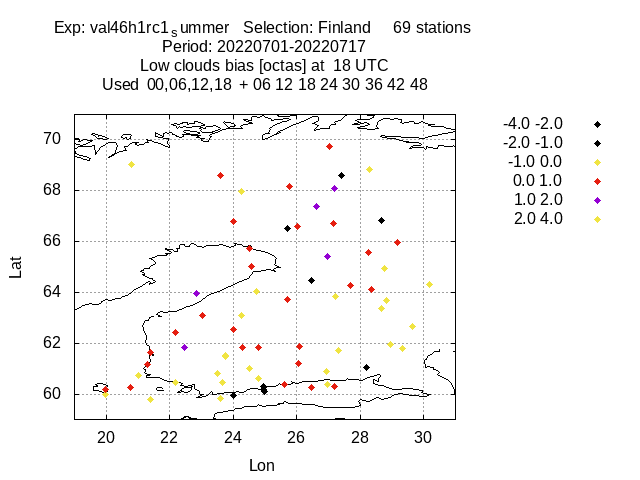 Exp: val46h1rc1summer Selection: Finland 69 stations
Period: 20220701-20220717
Low clouds bias [octas] at 18 UTC
Used 00,06,12,18 + 06 12 18 24 30 36 42 48
-4.0 -2.0
-2.0 -1.0
-1.0 0.0
0.0 1.0
1.0 2.0
2.0 4.0
70
68
66
64
62
60
Lat
20 22 24 26 28 30
Lon